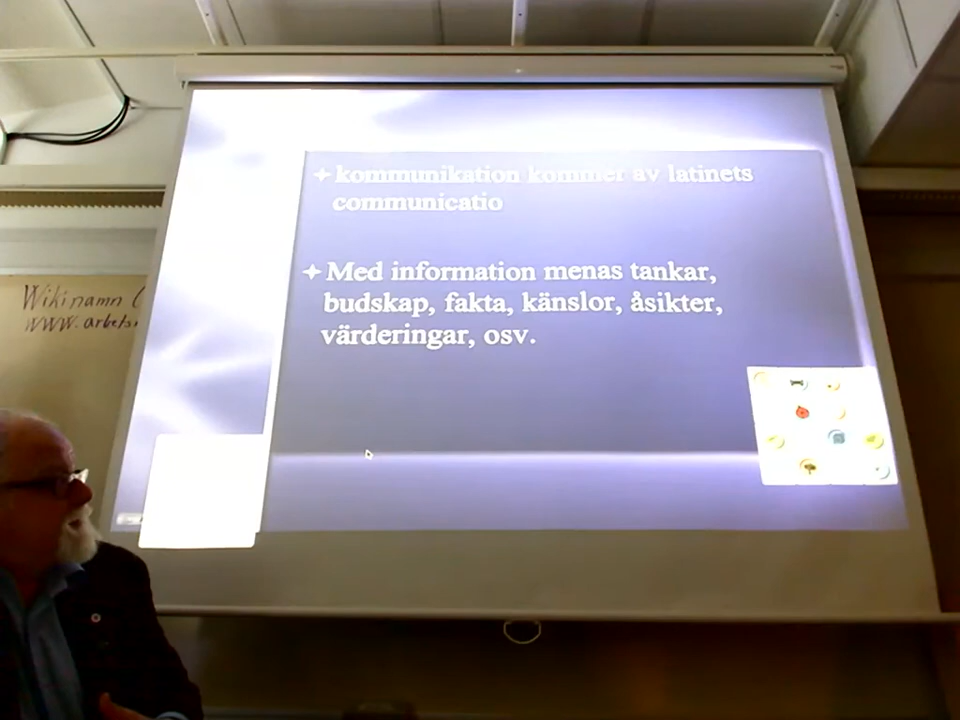 kommunikation kommer av latinets
communicatio
Med information menas tankar,
budskap, fakta, känslor, åsikter,
värderingar, osv.
Wikinamn (
www.arbets